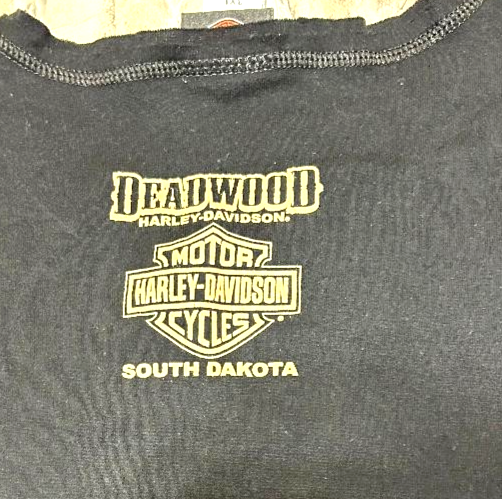 DEADWOOD
HARLEY-DAVIDSON®
MOTOR
HARLEY-DAVIDSON
CYCLES
SOUTH DAKOTA